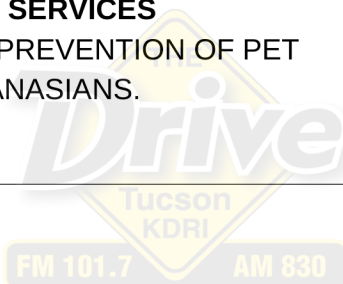 SERVICES
PREVENTION OF PET
ANASIANS.
THE
Drive
Tucson
KDRI
FM 101.7 AM 830